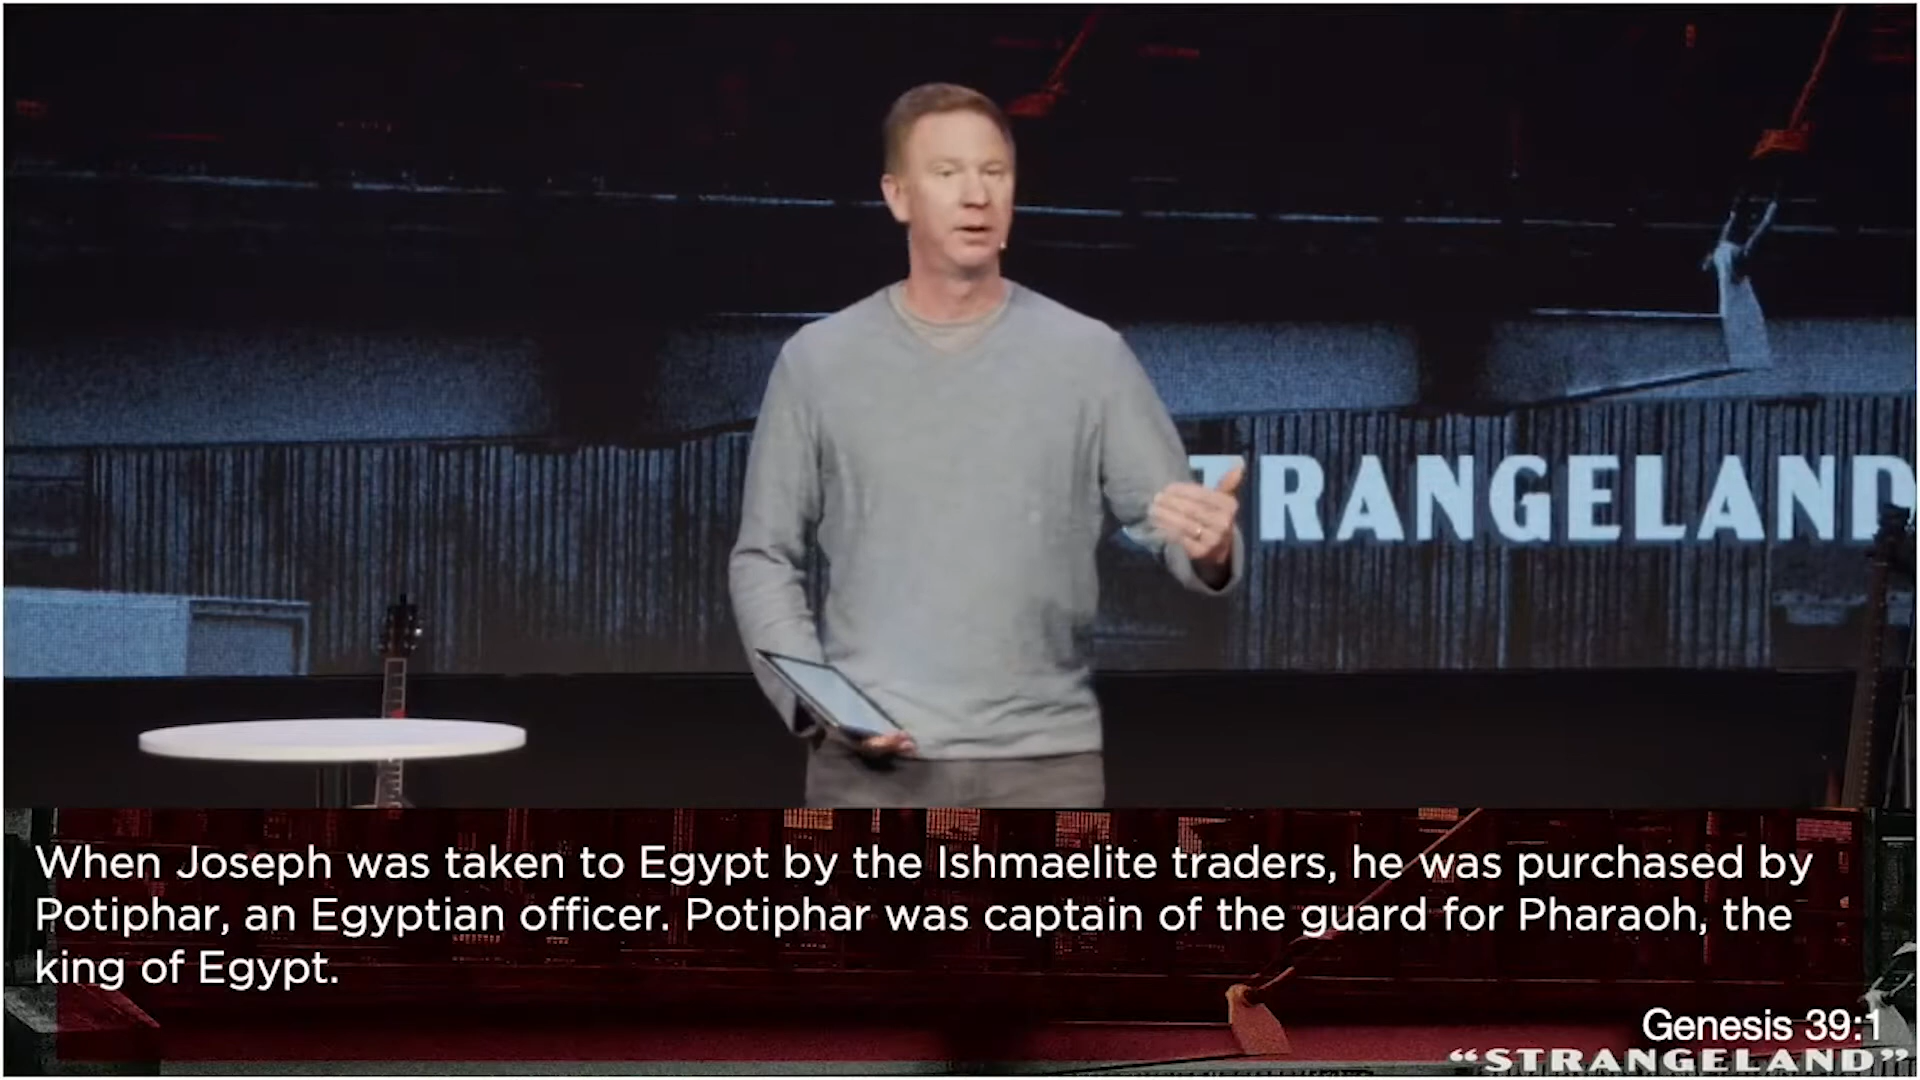 TRANGELAND
When Joseph was taken to Egypt by the Ishmaelite traders, he was purchased by
Potiphar, an Egyptian officer. Potiphar was captain of the guard for Pharaoh, the
king of Egypt.
Genesis 39:1
“STRANGELAND”